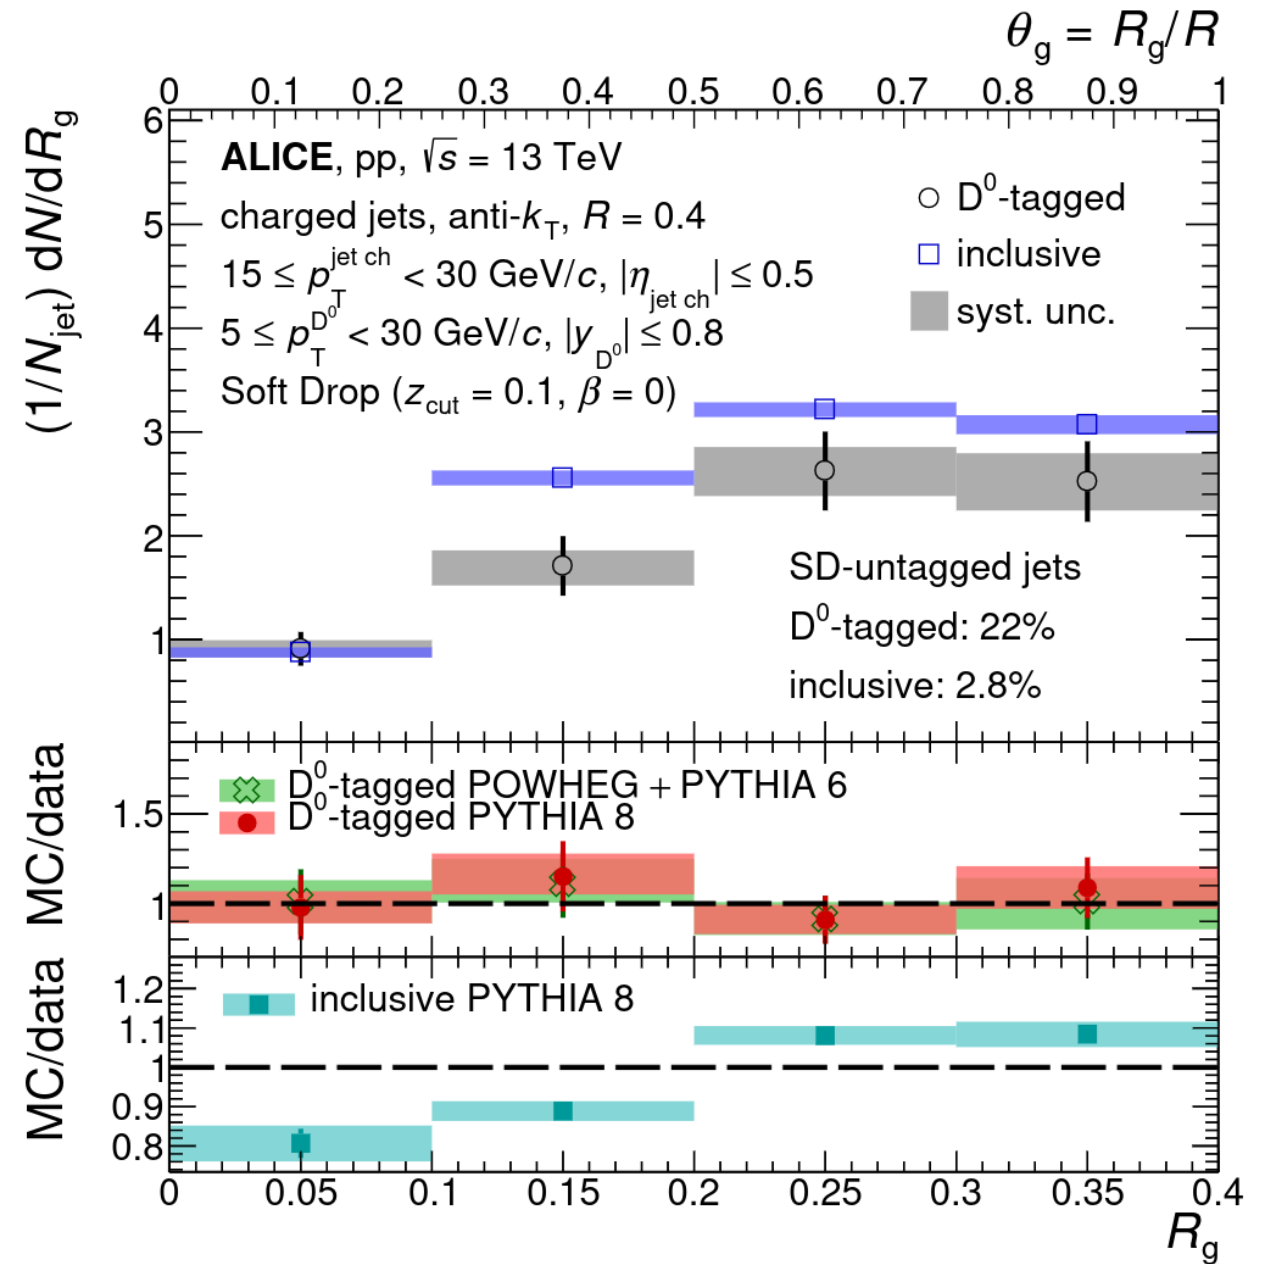 θg = Rg/R
0 0.1 0.2 0.3 0.4 0.5 0.6 0.7 0.8 0.9 1
(1/Njet) dN/dRg
6
5
4
3
2
1
ALICE, pp, √s = 13 TeV
charged jets, anti-kT, R = 0.4
15 ≤ pT^jet ch < 30 GeV/c, |ηjet ch| ≤ 0.5
5 ≤ pT^D⁰ < 30 GeV/c, |yD⁰| ≤ 0.8
Soft Drop (zcut = 0.1, β = 0)
D⁰-tagged
inclusive
syst. unc.
SD-untagged jets
D⁰-tagged: 22%
inclusive: 2.8%
MC/data
1.5
1
D⁰-tagged POWHEG + PYTHIA 6
D⁰-tagged PYTHIA 8
MC/data
1.2
1.1
1
0.9
0.8
inclusive PYTHIA 8
0 0.05 0.1 0.15 0.2 0.25 0.3 0.35 0.4
Rg